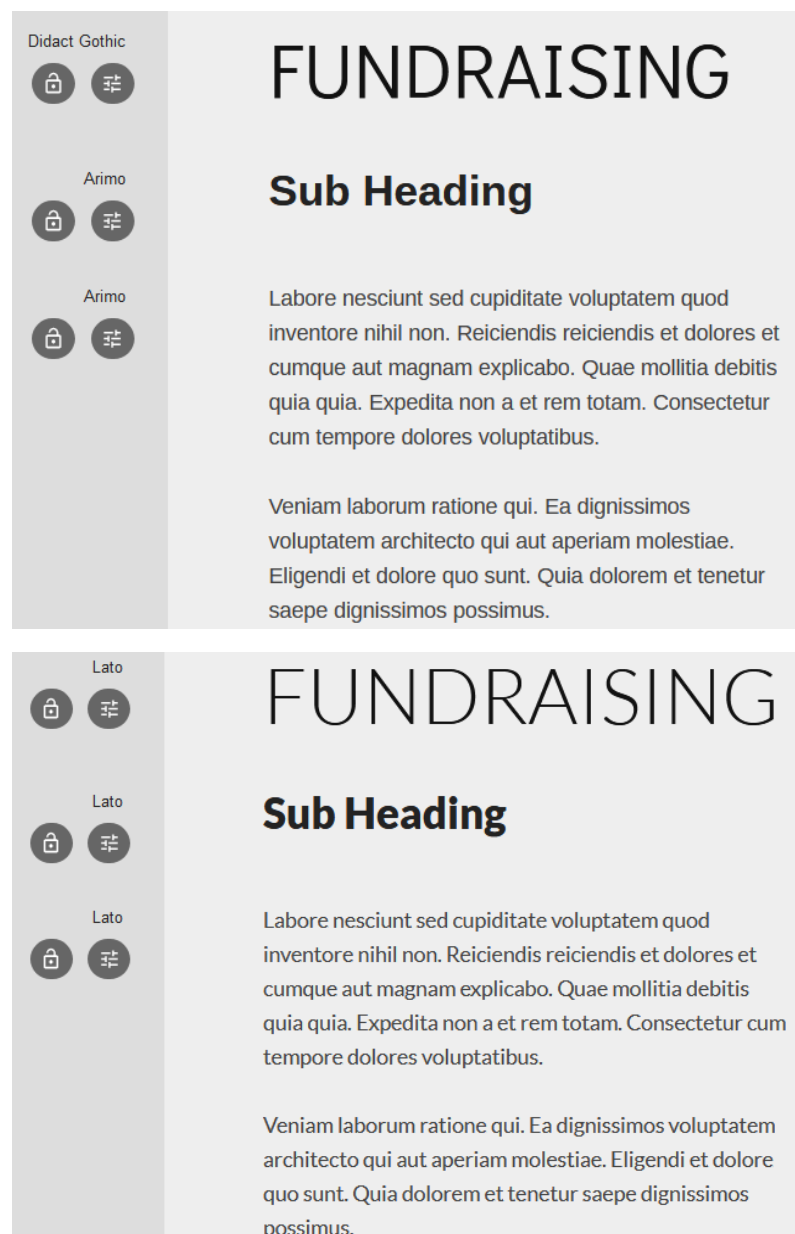 Didact Gothic
FUNDRAISING
Arimo
Sub Heading
Arimo
Labore nesciunt sed cupiditate voluptatem quod
inventore nihil non. Reiciendis reiciendis et dolores et
cumque aut magnam explicabo. Quae mollitia debitis
quia quia. Expedita non a et rem totam. Consectetur
cum tempore dolores voluptatibus.
Veniam laborum ratione qui. Ea dignissimos
voluptatem architecto qui aut aperiam molestiae.
Eligendi et dolore quo sunt. Quia dolorem et tenetur
saepe dignissimos possimus.
Lato
FUNDRAISING
Lato
Sub Heading
Lato
Labore nesciunt sed cupiditate voluptatem quod
inventore nihil non. Reiciendis reiciendis et dolores et
cumque aut magnam explicabo. Quae mollitia debitis
quia quia. Expedita non a et rem totam. Consectetur cum
tempore dolores voluptatibus.
Veniam laborum ratione qui. Ea dignissimos voluptatem
architecto qui aut aperiam molestiae. Eligendi et dolore
quo sunt. Quia dolorem et tenetur saepe dignissimos
possimus.